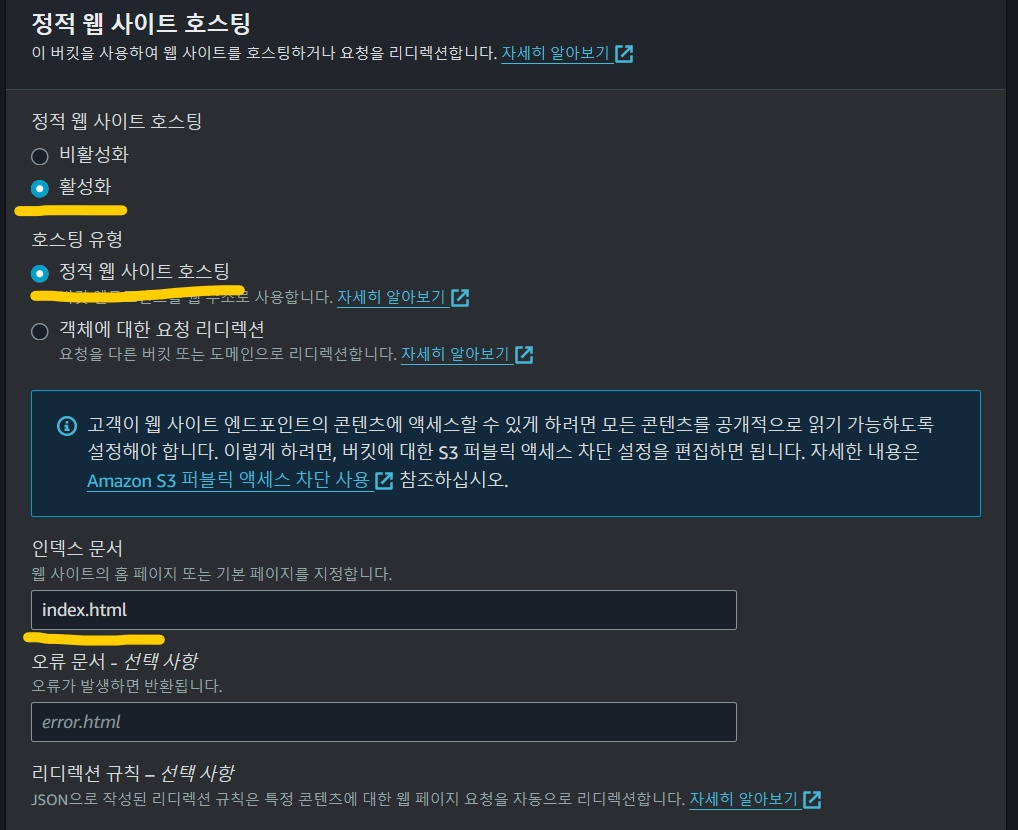 정적 웹 사이트 호스팅
이 버킷을 사용하여 웹 사이트를 호스팅하거나 요청을 리디렉션합니다. 자세히 알아보기
정적 웹 사이트 호스팅
비활성화
활성화
호스팅 유형
정적 웹 사이트 호스팅
사용합니다. 자세히 알아보기
객체에 대한 요청 리디렉션
요청을 다른 버킷 또는 도메인으로 리디렉션합니다. 자세히 알아보기
고객이 웹 사이트 엔드포인트의 콘텐츠에 액세스할 수 있게 하려면 모든 콘텐츠를 공개적으로 읽기 가능하도록
설정해야 합니다. 이렇게 하려면, 버킷에 대한 S3 퍼블릭 액세스 차단 설정을 편집하면 됩니다. 자세한 내용은
Amazon S3 퍼블릭 액세스 차단 사용 참조하십시오.
인덱스 문서
웹 사이트의 홈 페이지 또는 기본 페이지를 지정합니다.
index.html
오류 문서 - 선택 사항
오류가 발생하면 반환됩니다.
error.html
리디렉션 규칙 – 선택 사항
JSON으로 작성된 리디렉션 규칙은 특정 콘텐츠에 대한 웹 페이지 요청을 자동으로 리디렉션합니다. 자세히 알아보기